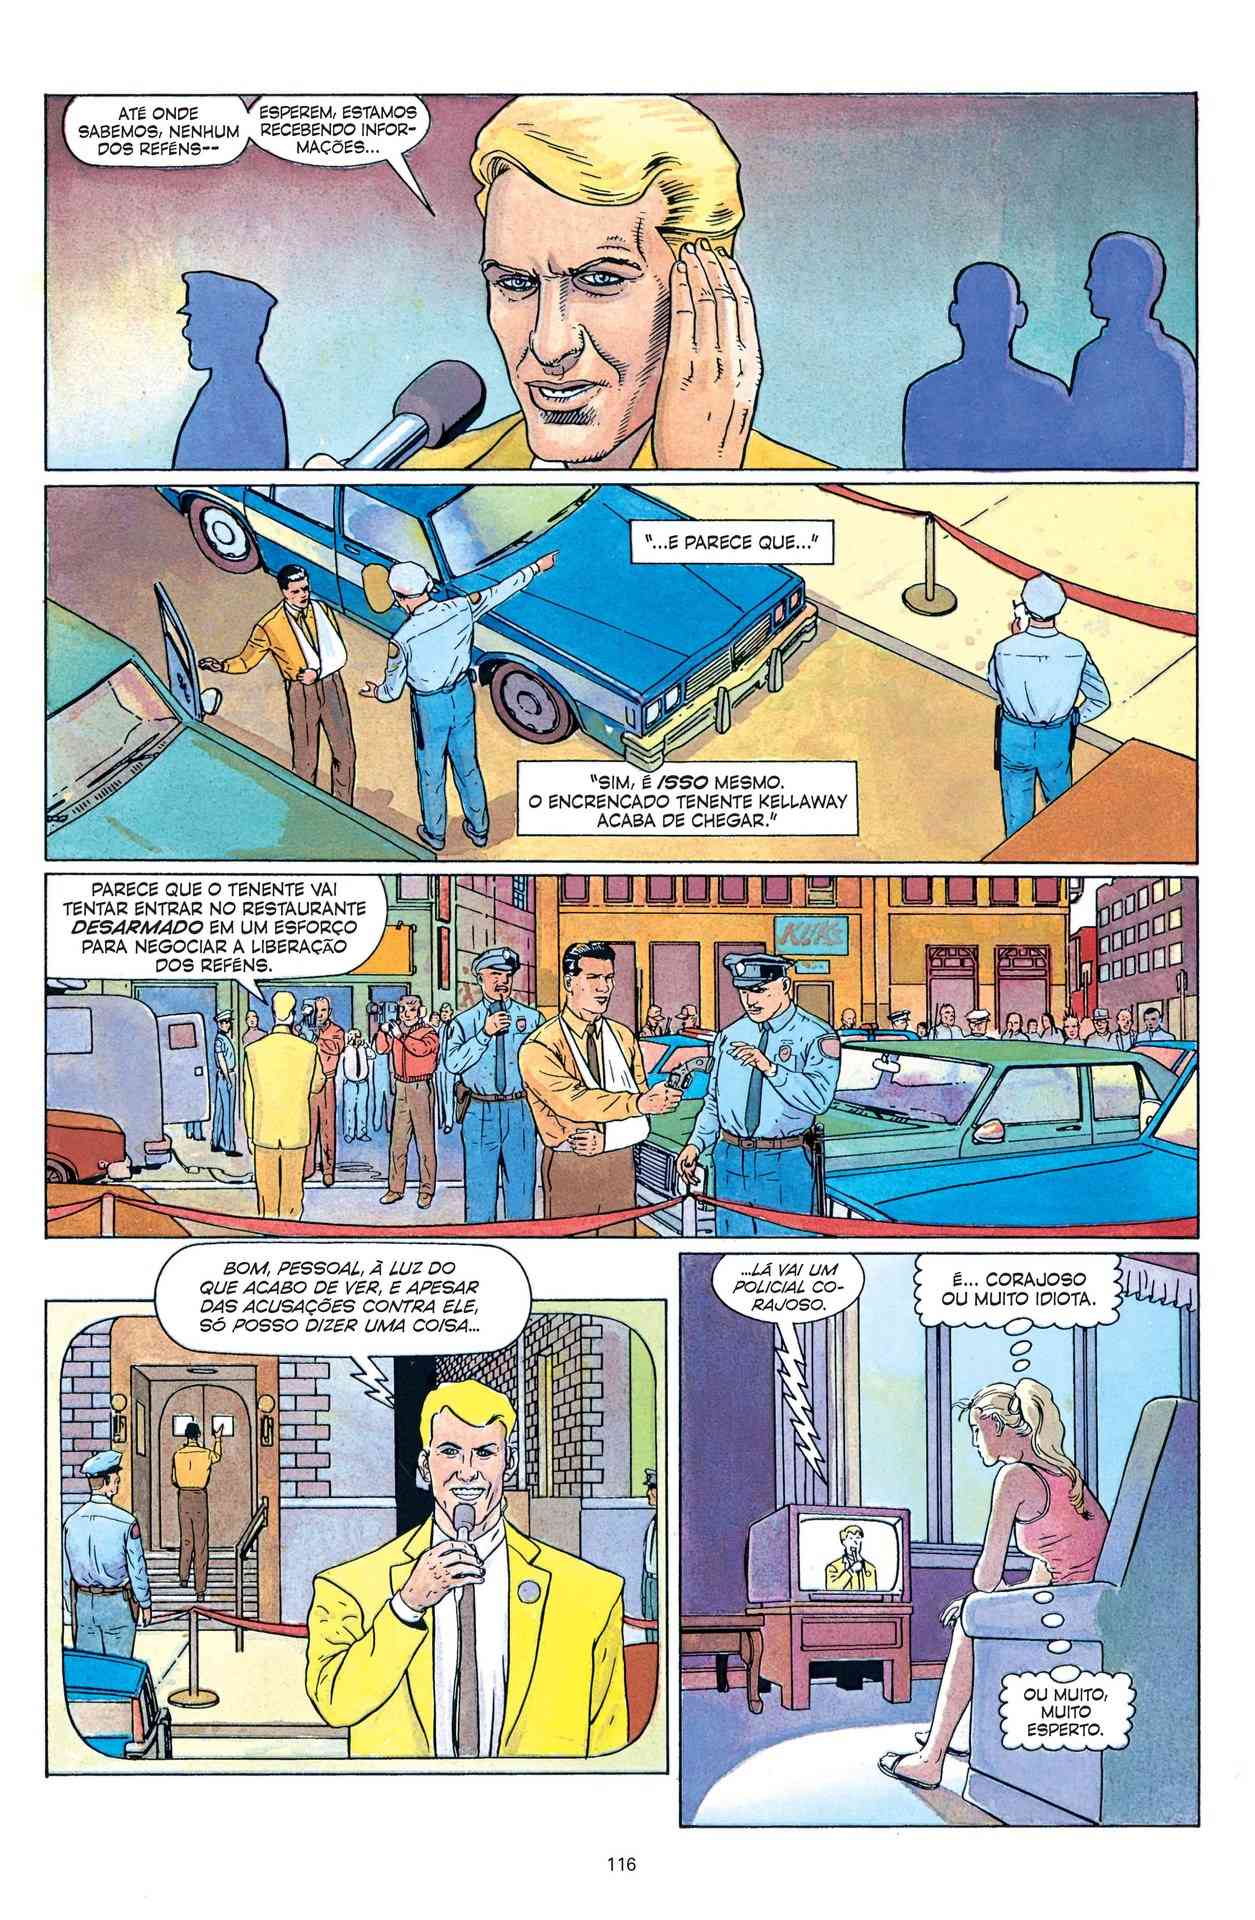 ATÉ ONDE
SABEMOS, NENHUM
DOS REFÉNS--
ESPEREM, ESTAMOS
RECEBENDO INFOR-
MAÇÕES...
"...E PARECE QUE..."
"SIM, É ISSO MESMO.
O ENCRENCADO TENENTE KELLAWAY
ACABA DE CHEGAR."
PARECE QUE O TENENTE VAI
TENTAR ENTRAR NO RESTAURANTE
DESARMADO EM UM ESFORÇO
PARA NEGOCIAR A LIBERAÇÃO
DOS REFÉNS.
BOM, PESSOAL, À LUZ DO
QUE ACABO DE VER, E APESAR
DAS ACUSAÇÕES CONTRA ELE,
SÓ POSSO DIZER UMA COISA...
...LÁ VAI UM
POLICIAL CO-
RAJOSO.
É... CORAJOSO
OU MUITO IDIOTA.
OU MUITO,
MUITO
ESPERTO.
116